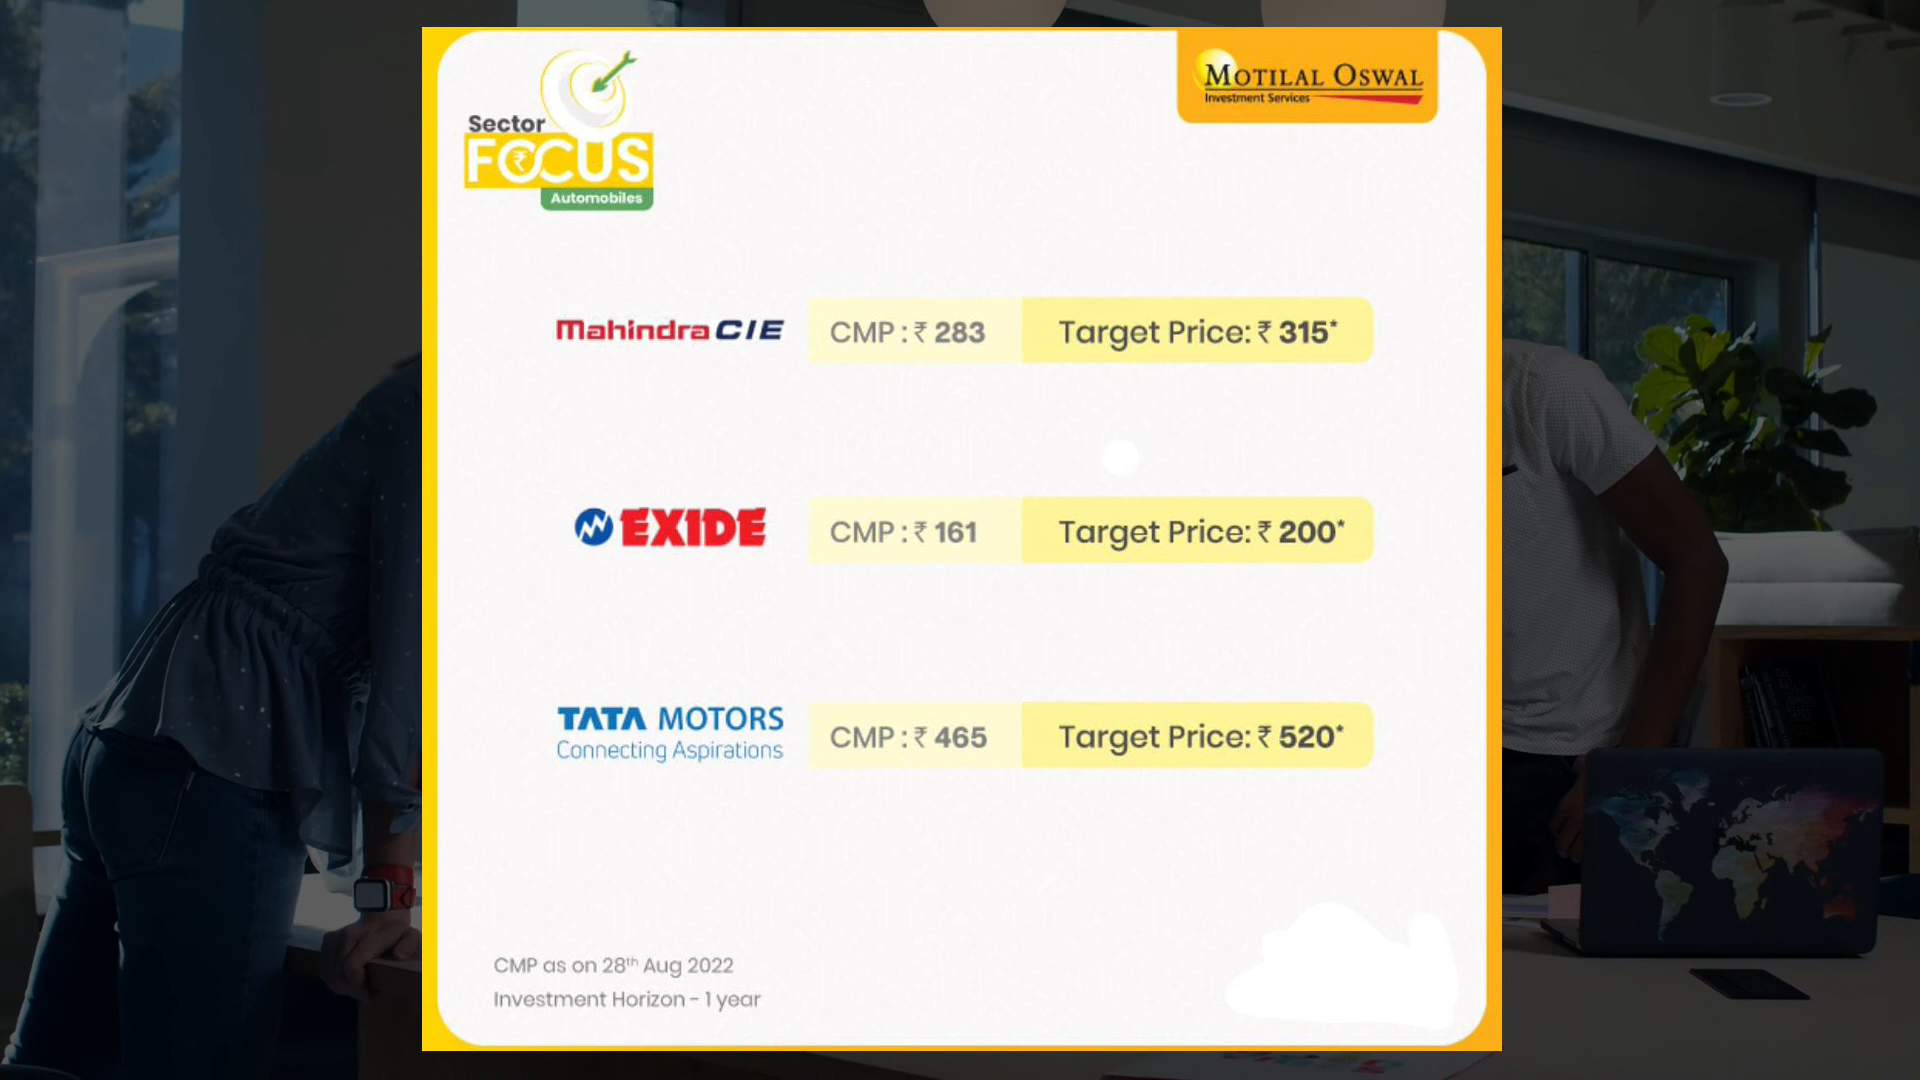 Sector
FOCUS
Automobiles
MOTILAL OSWAL
Investment Services
Mahindra CIE
CMP : ₹ 283
Target Price: ₹ 315*
EXIDE
CMP : ₹ 161
Target Price: ₹ 200*
TATA MOTORS
Connecting Aspirations
CMP : ₹ 465
Target Price: ₹ 520*
CMP as on 28th Aug 2022
Investment Horizon - 1 year